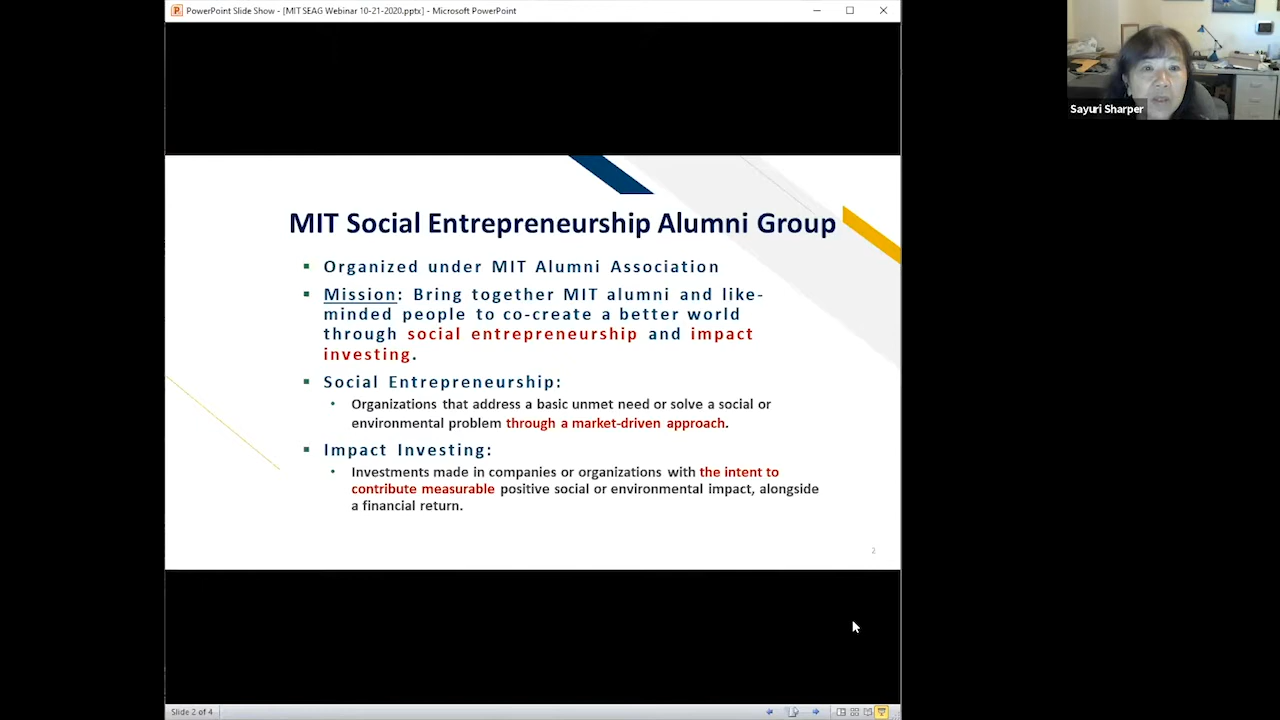 PowerPoint Slide Show - [MIT SEAG Webinar 10-21-2020.pptx] - Microsoft PowerPoint
Sayuri Sharper
MIT Social Entrepreneurship Alumni Group
Organized under MIT Alumni Association
Mission: Bring together MIT alumni and like-
minded people to co-create a better world
through social entrepreneurship and impact
investing.
Social Entrepreneurship:
Organizations that address a basic unmet need or solve a social or
environmental problem through a market-driven approach.
Impact Investing:
Investments made in companies or organizations with the intent to
contribute measurable positive social or environmental impact, alongside
a financial return.
2
Slide 2 of 4